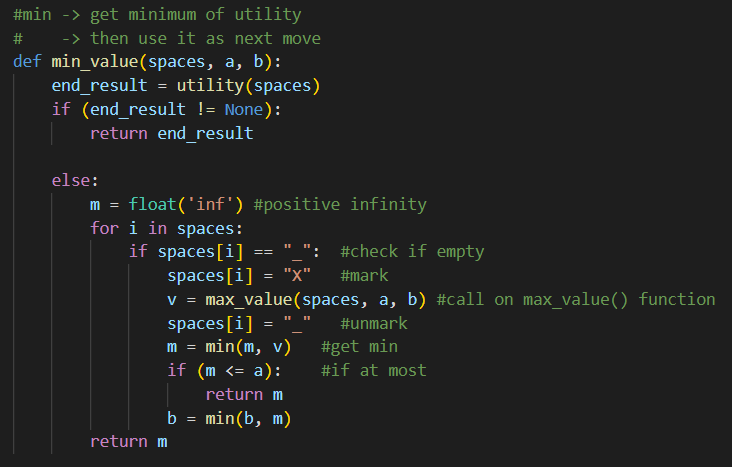 #min -> get minimum of utility
#    -> then use it as next move
def min_value(spaces, a, b):
    end_result = utility(spaces)
    if (end_result != None):
        return end_result

    else:
        m = float('inf') #positive infinity
        for i in spaces:
            if spaces[i] == "_":  #check if empty
                spaces[i] = "X"   #mark
                v = max_value(spaces, a, b) #call on max_value() function
                spaces[i] = "_"   #unmark
                m = min(m, v)   #get min
                if (m <= a):    #if at most
                    return m
                b = min(b, m)
        return m